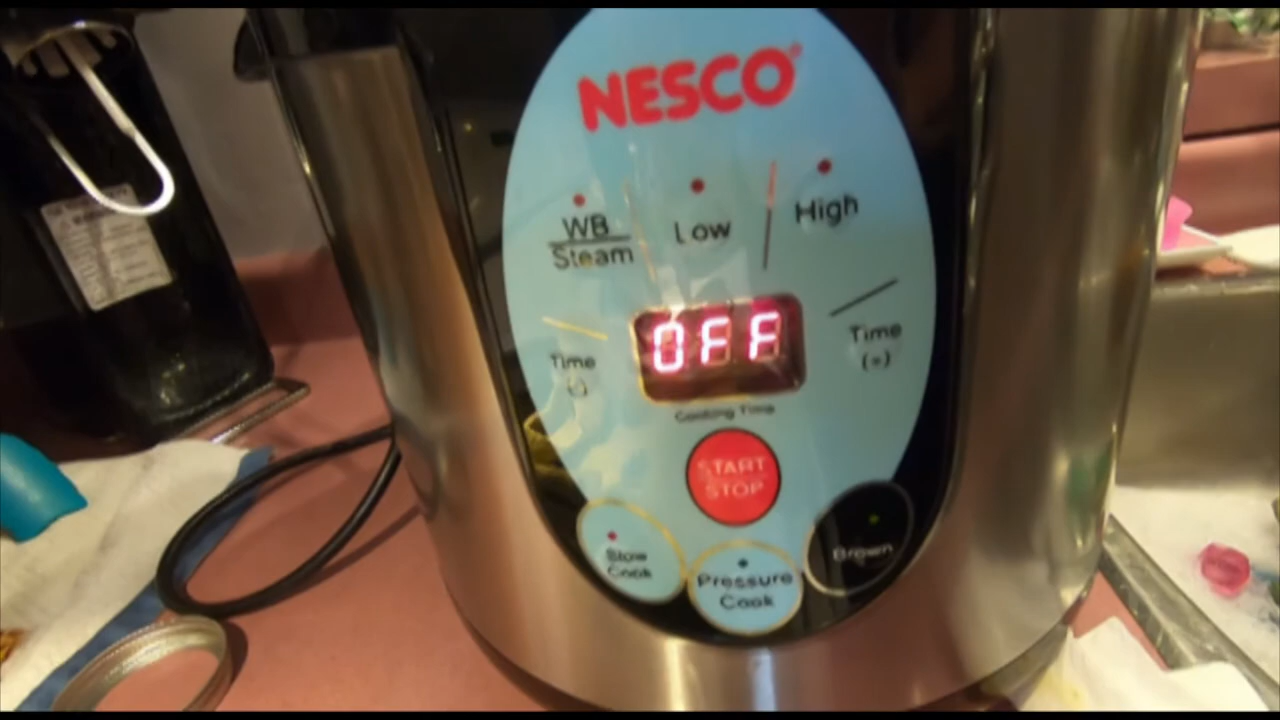 NESCO®
WB
Steam
Low
High
OFF
Time
(-)
Time
(=)
Cooking Time
START
STOP
Slow
Cook
Pressure
Cook
Brown